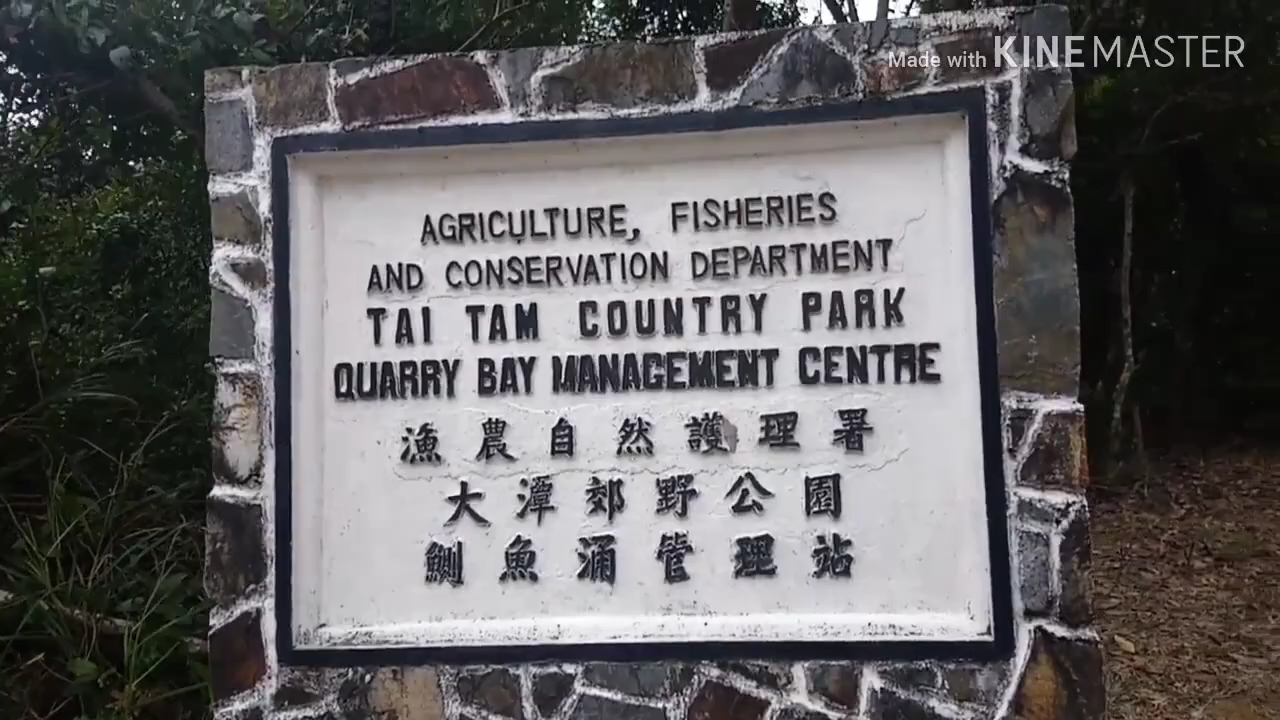 Made with KINEMASTER
AGRICULTURE, FISHERIES
AND CONSERVATION DEPARTMENT
TAI TAM COUNTRY PARK
QUARRY BAY MANAGEMENT CENTRE
漁農自然護理署
大潭郊野公園
鰂魚涌管理站